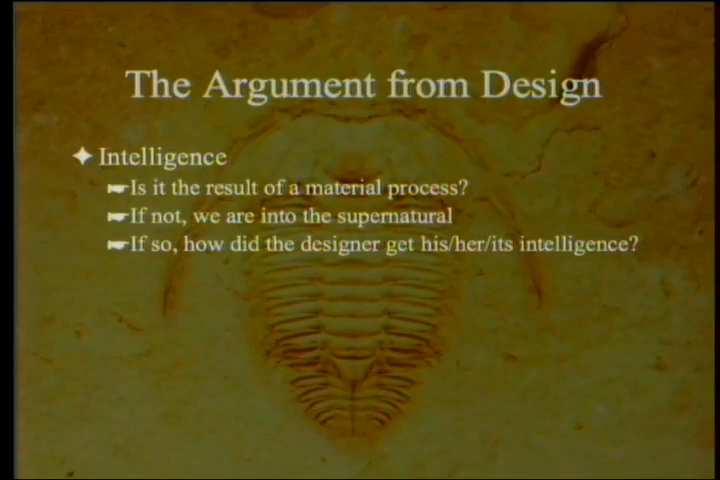 The Argument from Design
Intelligence
Is it the result of a material process?
If not, we are into the supernatural
If so, how did the designer get his/her/its intelligence?